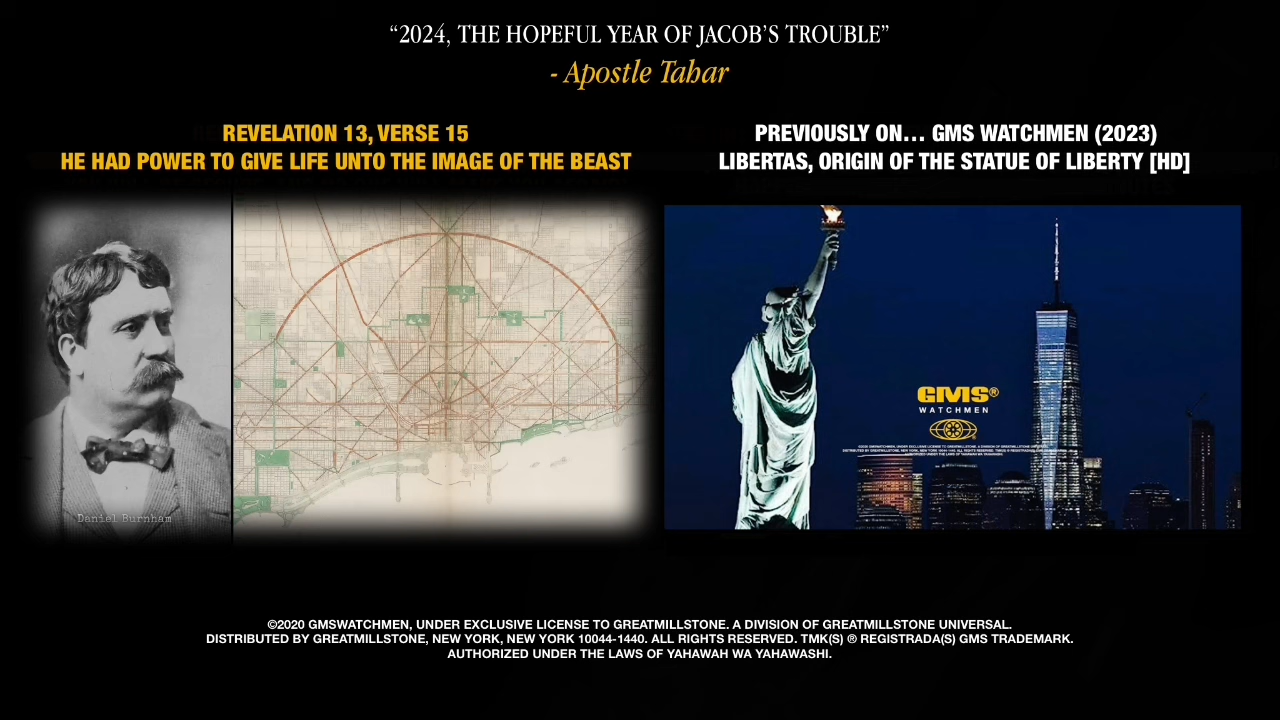 “2024, THE HOPEFUL YEAR OF JACOB’S TROUBLE”
- Apostle Tahar
REVELATION 13, VERSE 15
HE HAD POWER TO GIVE LIFE UNTO THE IMAGE OF THE BEAST
PREVIOUSLY ON... GMS WATCHMEN (2023)
LIBERTAS, ORIGIN OF THE STATUE OF LIBERTY [HD]
Daniel Burnham
GMS®
WATCHMEN
©2020 GMSWATCHMEN, UNDER EXCLUSIVE LICENSE TO GREATMILLSTONE. A DIVISION OF GREATMILLSTONE UNIVERSAL.
DISTRIBUTED BY GREATMILLSTONE, NEW YORK, NEW YORK 10044-1440. ALL RIGHTS RESERVED. TMK(S) ® REGISTRADA(S) GMS TRADEMARK.
AUTHORIZED UNDER THE LAWS OF YAHAWAH WA YAHAWASHI.